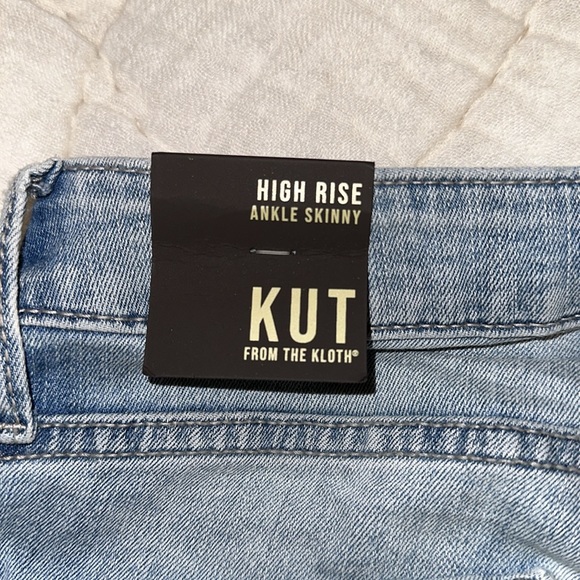 HIGH RISE
ANKLE SKINNY
KUT
FROM THE KLOTH®